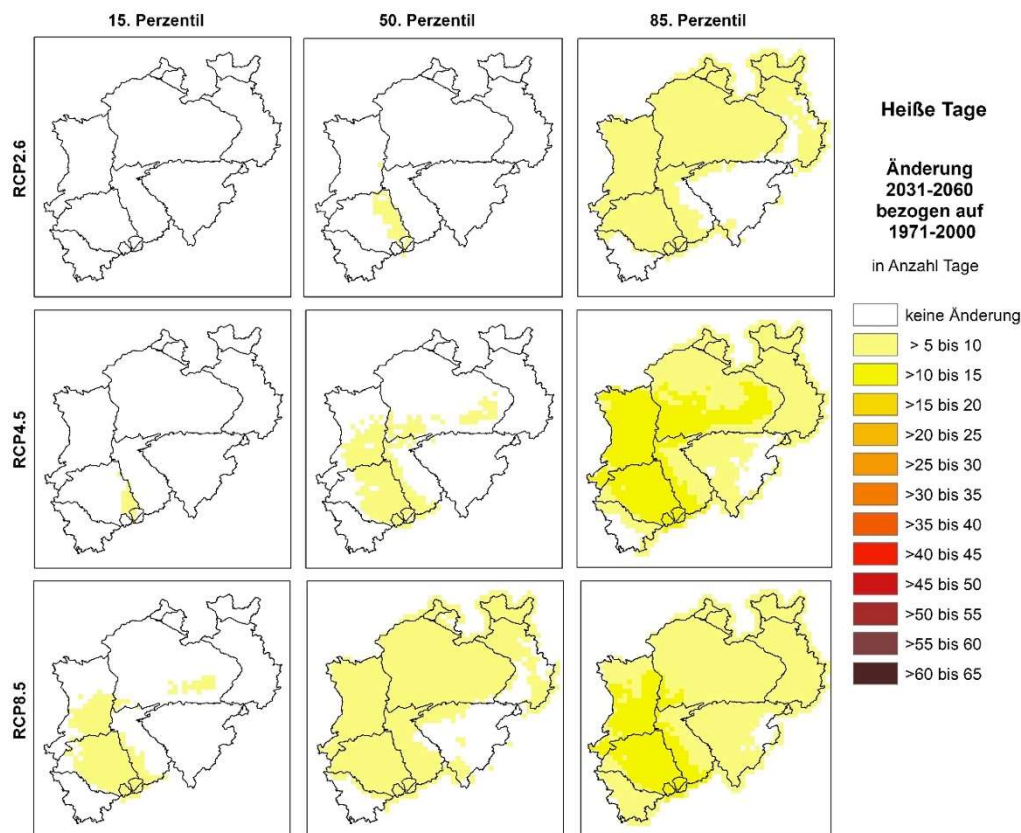 15. Perzentil
50. Perzentil
85. Perzentil
RCP2.6
RCP4.5
RCP8.5
Heiße Tage
Änderung
2031-2060
bezogen auf
1971-2000
in Anzahl Tage
keine Änderung
> 5 bis 10
>10 bis 15
>15 bis 20
>20 bis 25
>25 bis 30
>30 bis 35
>35 bis 40
>40 bis 45
>45 bis 50
>50 bis 55
>55 bis 60
>60 bis 65